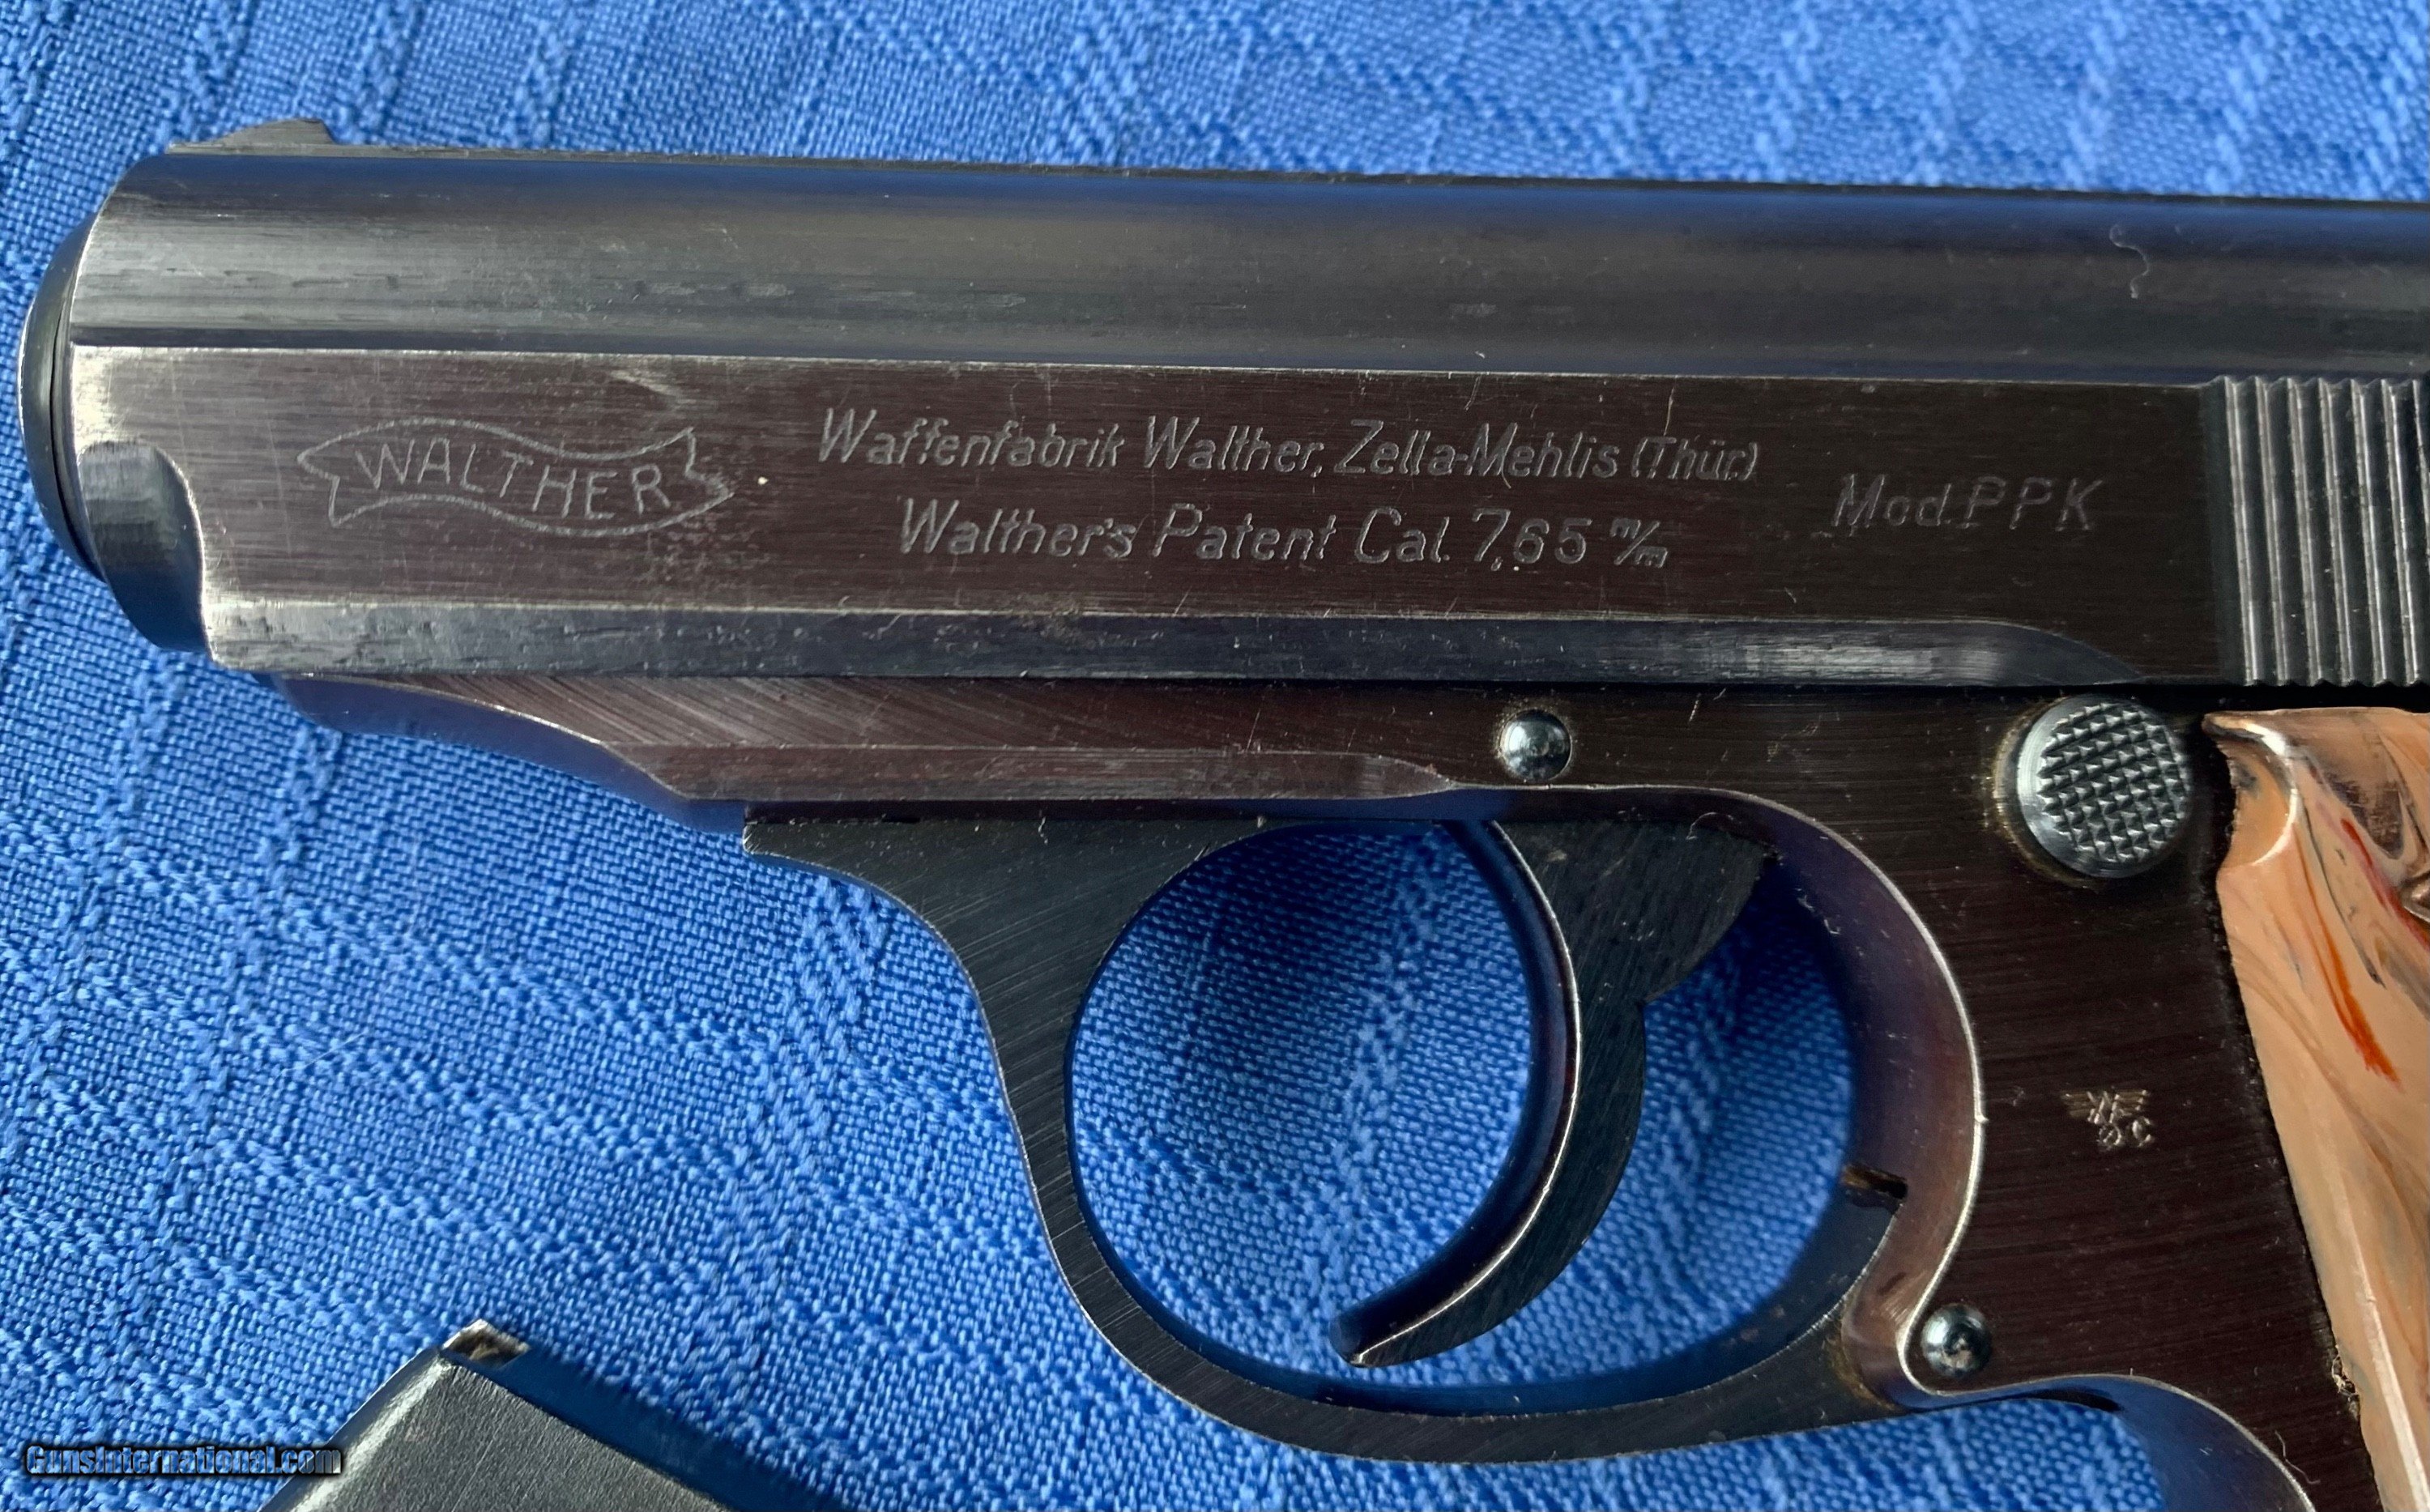 WALTHER
Waffenfabrik Walther, Zella-Mehlis (Thür.)
Walther's Patent Cal. 7,65 m/m
Mod. PPK
GunsInternational.com